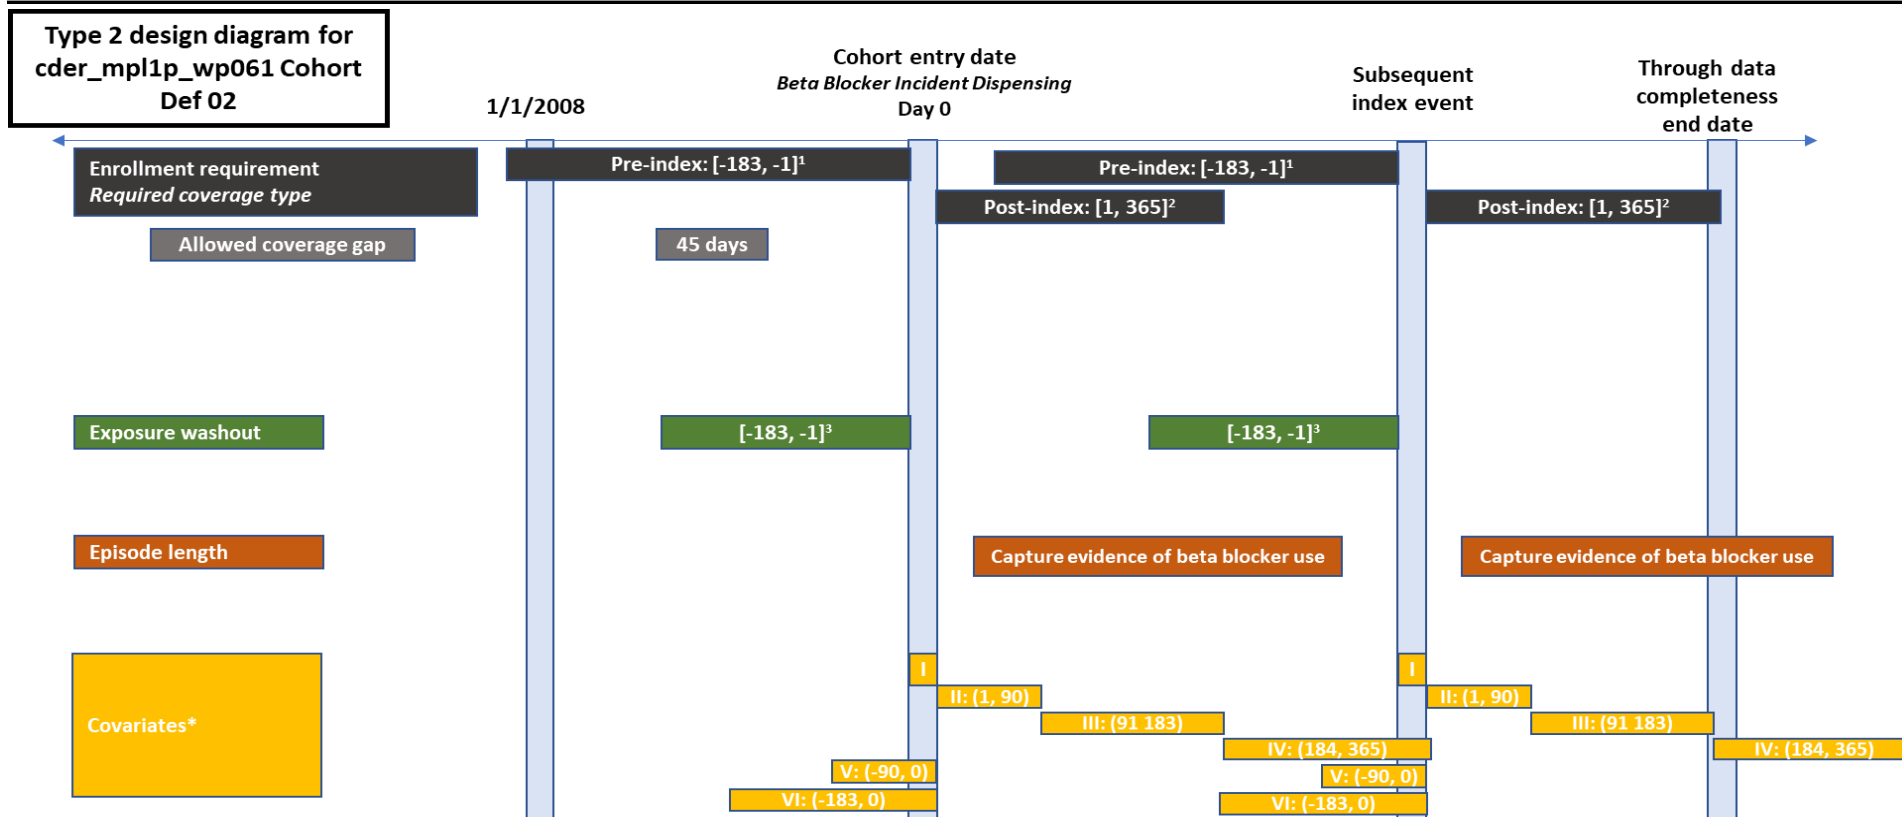 Type 2 design diagram for
cder_mpl1p_wp061 Cohort
Def 02
1/1/2008
Cohort entry date
Beta Blocker Incident Dispensing
Day 0
Subsequent
index event
Through data
completeness
end date
Enrollment requirement
Required coverage type
Pre-index: [-183, -1]¹
Pre-index: [-183, -1]¹
Post-index: [1, 365]²
Post-index: [1, 365]²
Allowed coverage gap
45 days
Exposure washout
[-183, -1]³
[-183, -1]³
Episode length
Capture evidence of beta blocker use
Capture evidence of beta blocker use
Covariates*
I
I
II: (1, 90)
II: (1, 90)
III: (91 183)
III: (91 183)
IV: (184, 365)
IV: (184, 365)
V: (-90, 0)
V: (-90, 0)
VI: (-183, 0)
VI: (-183, 0)